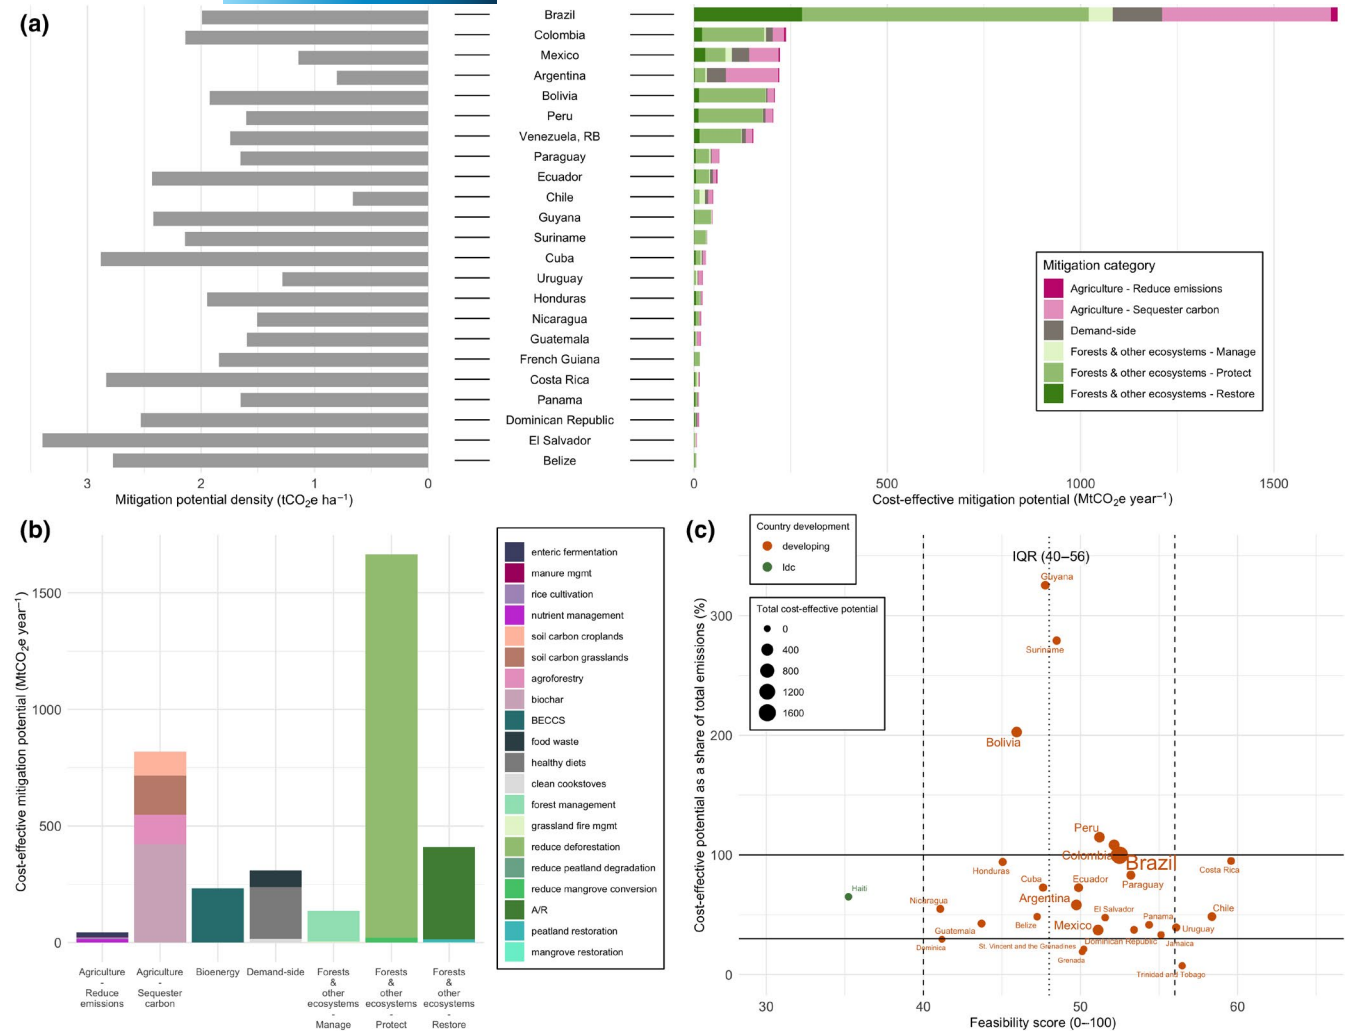 (a)
Brazil
Colombia
Mexico
Argentina
Bolivia
Peru
Venezuela, RB
Paraguay
Ecuador
Chile
Guyana
Suriname
Cuba
Uruguay
Honduras
Nicaragua
Guatemala
French Guiana
Costa Rica
Panama
Dominican Republic
El Salvador
Belize
3 2 1 0
Mitigation potential density (tCO₂e ha⁻¹)
0 500 1000 1500
Cost-effective mitigation potential (MtCO₂e year⁻¹)
Mitigation category
Agriculture - Reduce emissions
Agriculture - Sequester carbon
Demand-side
Forests & other ecosystems - Manage
Forests & other ecosystems - Protect
Forests & other ecosystems - Restore
(b)
Cost-effective mitigation potential (MtCO₂e year⁻¹)
1500
1000
500
0
Agriculture
-
Reduce
emissions
Agriculture
-
Sequester
carbon
Bioenergy
Demand-side
Forests
&
other
ecosystems
-
Manage
Forests
&
other
ecosystems
-
Protect
Forests
&
other
ecosystems
-
Restore
enteric fermentation
manure mgmt
rice cultivation
nutrient management
soil carbon croplands
soil carbon grasslands
agroforestry
biochar
BECCS
food waste
healthy diets
clean cookstoves
forest management
grassland fire mgmt
reduce deforestation
reduce peatland degradation
reduce mangrove conversion
A/R
peatland restoration
mangrove restoration
(c)
Country development
developing
ldc
Total cost-effective potential
0
400
800
1200
1600
Cost-effective potential as a share of total emissions (%)
300
200
100
0
IQR (40–56)
Guyana
Suriname
Bolivia
Peru
Colombia
Brazil
Honduras
Costa Rica
Paraguay
Cuba
Ecuador
Haiti
Argentina
Nicaragua
El Salvador
Chile
Belize
Mexico
Panama
Uruguay
Guatemala
Dominican Republic
Jamaica
Dominica
St. Vincent and the Grenadines
Grenada
Trinidad and Tobago
30 40 50 60
Feasibility score (0–100)